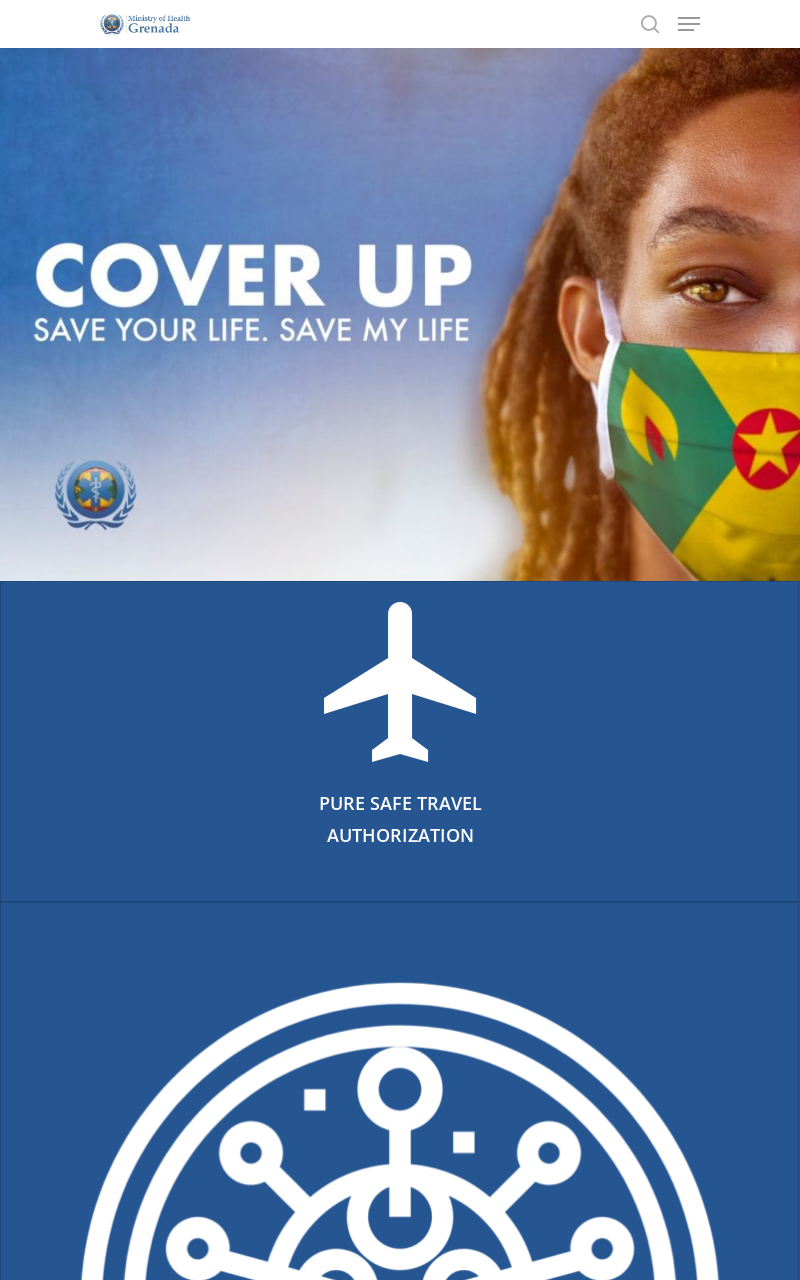 Ministry of Health
Grenada
COVER UP
SAVE YOUR LIFE. SAVE MY LIFE
PURE SAFE TRAVEL
AUTHORIZATION